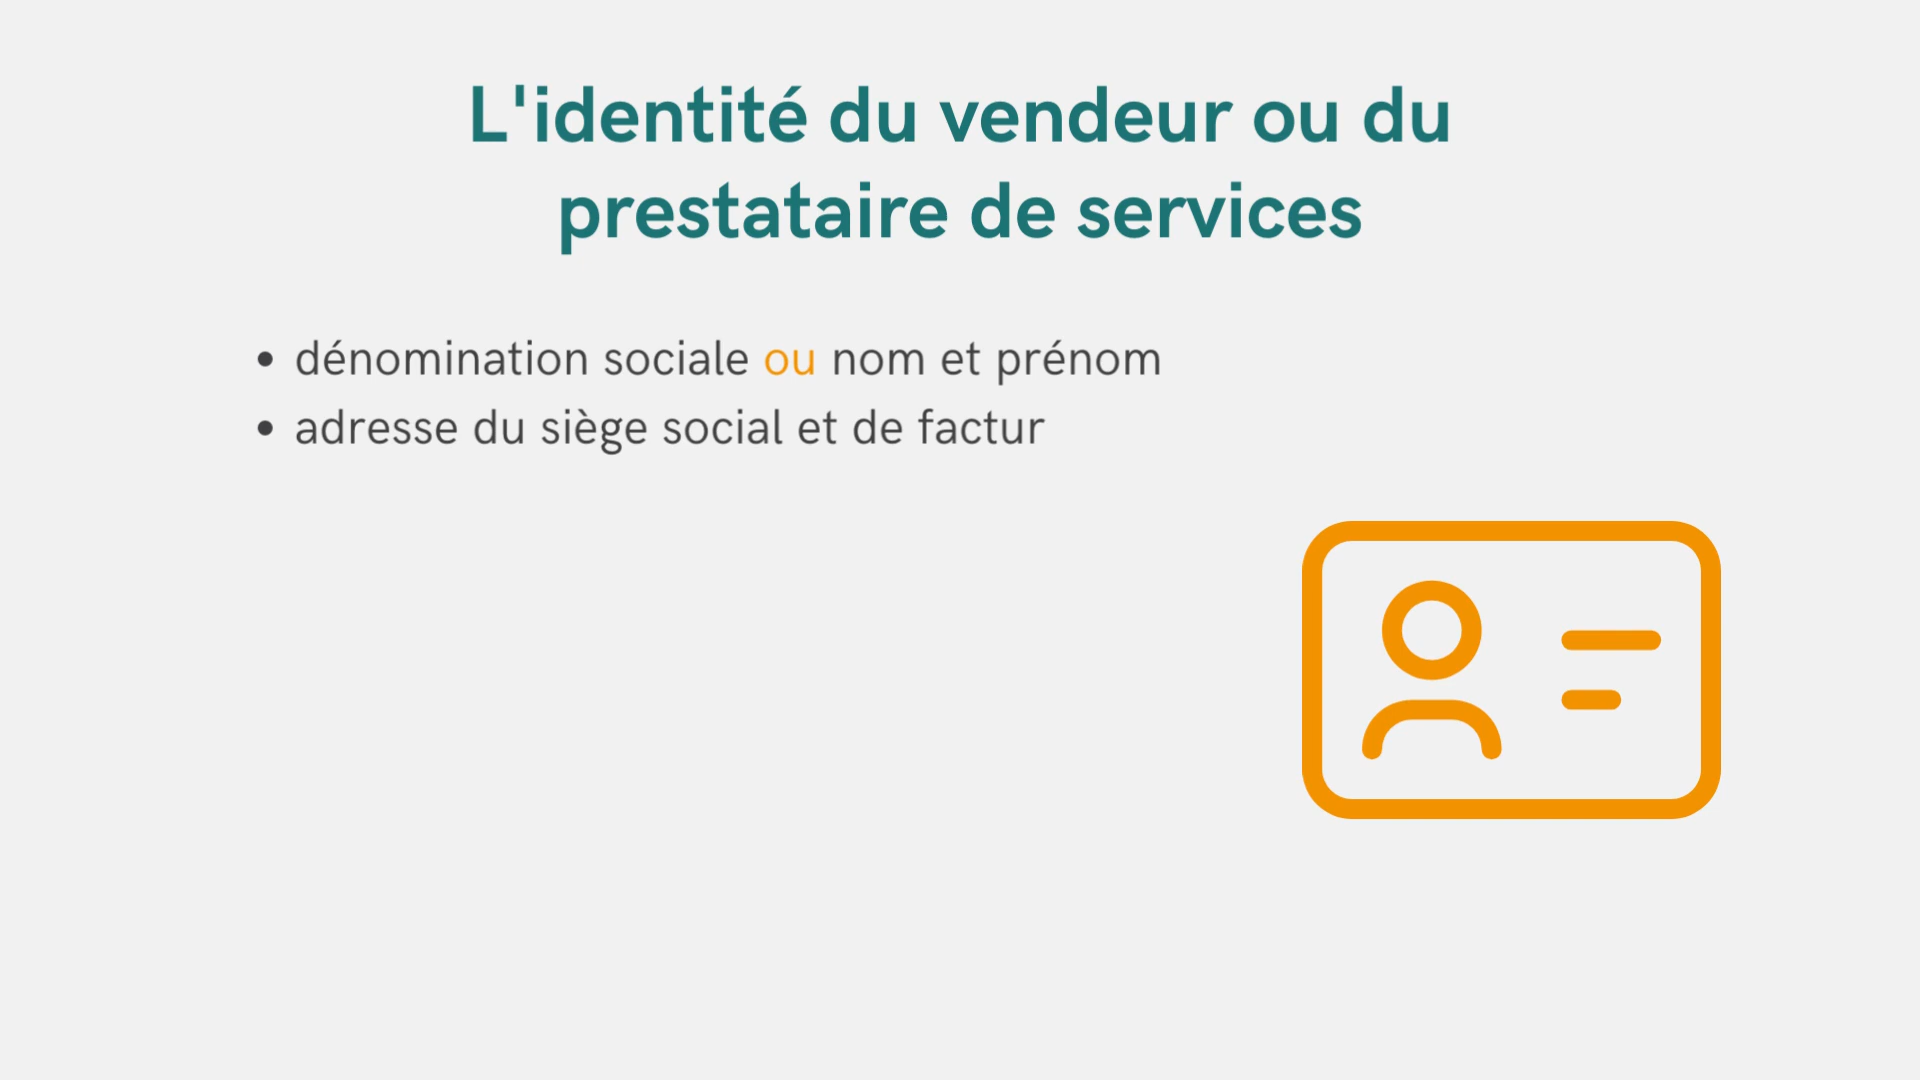 L'identité du vendeur ou du
prestataire de services
• dénomination sociale ou nom et prénom
• adresse du siège social et de factur